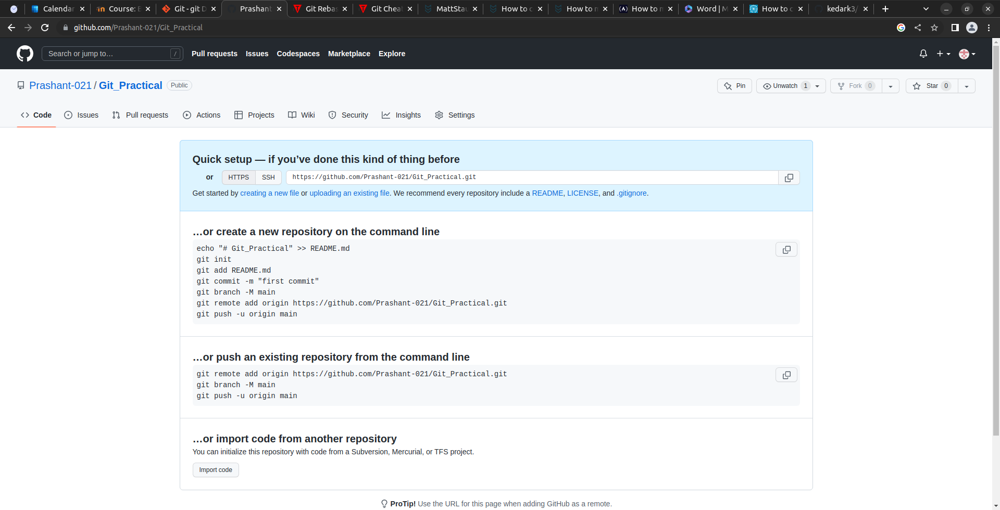 Calendar
Course: E
Git - git D
Prashant
Git Rebas
Git Cheat
MattStau
How to c
How to m
How to m
Word | M
How to c
kedark3/
github.com/Prashant-021/Git_Practical
Search or jump to…
/
Pull requests
Issues
Codespaces
Marketplace
Explore
Prashant-021 / Git_Practical
Public
Pin
Unwatch 1
Fork 0
Star 0
Code
Issues
Pull requests
Actions
Projects
Wiki
Security
Insights
Settings
Quick setup — if you’ve done this kind of thing before
or
HTTPS
SSH
https://github.com/Prashant-021/Git_Practical.git
Get started by creating a new file or uploading an existing file. We recommend every repository include a README, LICENSE, and .gitignore.
…or create a new repository on the command line
echo "# Git_Practical" >> README.md
git init
git add README.md
git commit -m "first commit"
git branch -M main
git remote add origin https://github.com/Prashant-021/Git_Practical.git
git push -u origin main
…or push an existing repository from the command line
git remote add origin https://github.com/Prashant-021/Git_Practical.git
git branch -M main
git push -u origin main
…or import code from another repository
You can initialize this repository with code from a Subversion, Mercurial, or TFS project.
Import code
ProTip! Use the URL for this page when adding GitHub as a remote.